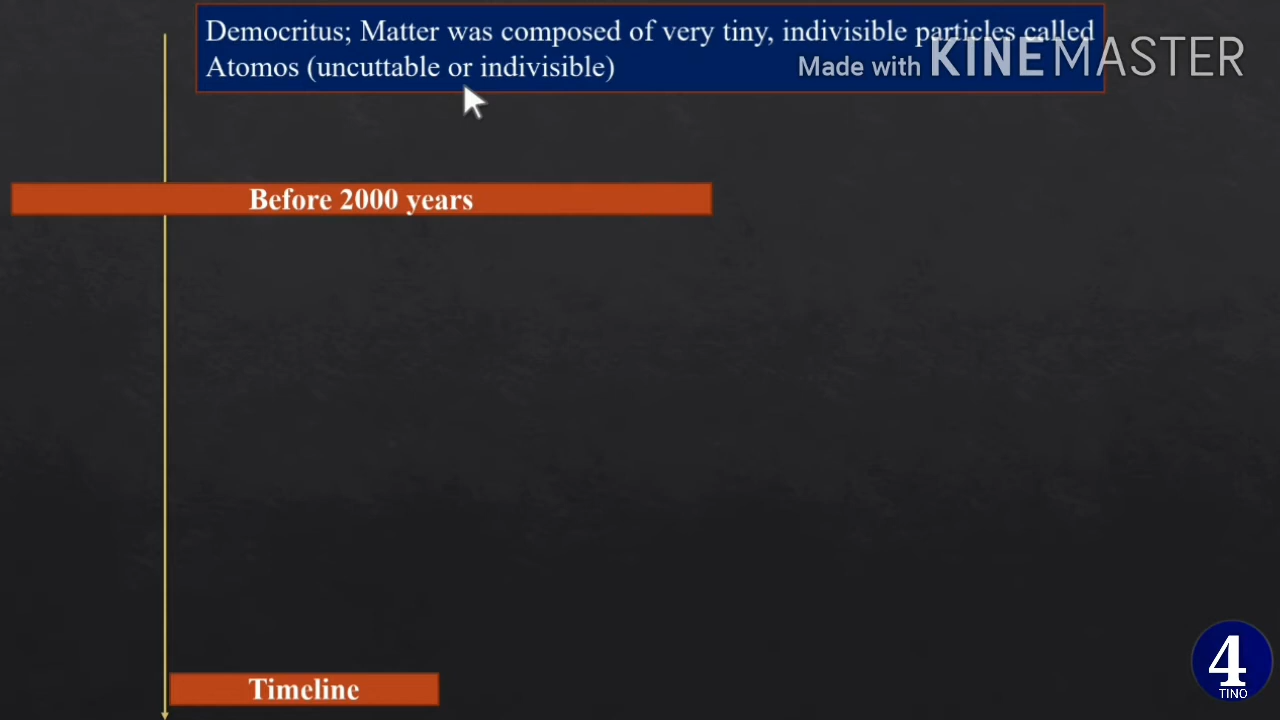 Democritus; Matter was composed of very tiny, indivisible particles called
Atomos (uncuttable or indivisible)
Made with KINEMASTER
Before 2000 years
Timeline
4
TINO